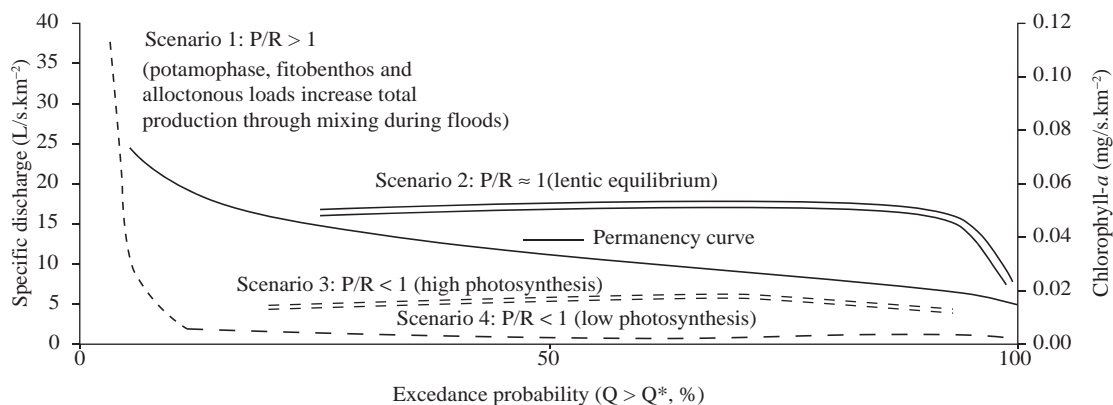 40
35
30
25
20
15
10
5
0
Specific discharge (L/s.km⁻²)
Scenario 1: P/R > 1
(potamophase, fitobenthos and
alloctonous loads increase total
production through mixing during floods)
Scenario 2: P/R ≈ 1(lentic equilibrium)
Permanency curve
Scenario 3: P/R < 1 (high photosynthesis)
Scenario 4: P/R < 1 (low photosynthesis)
0.12
0.10
0.08
0.06
0.04
0.02
0.00
Chlorophyll-a (mg/s.km⁻²)
0 50 100
Excedance probability (Q > Q*, %)